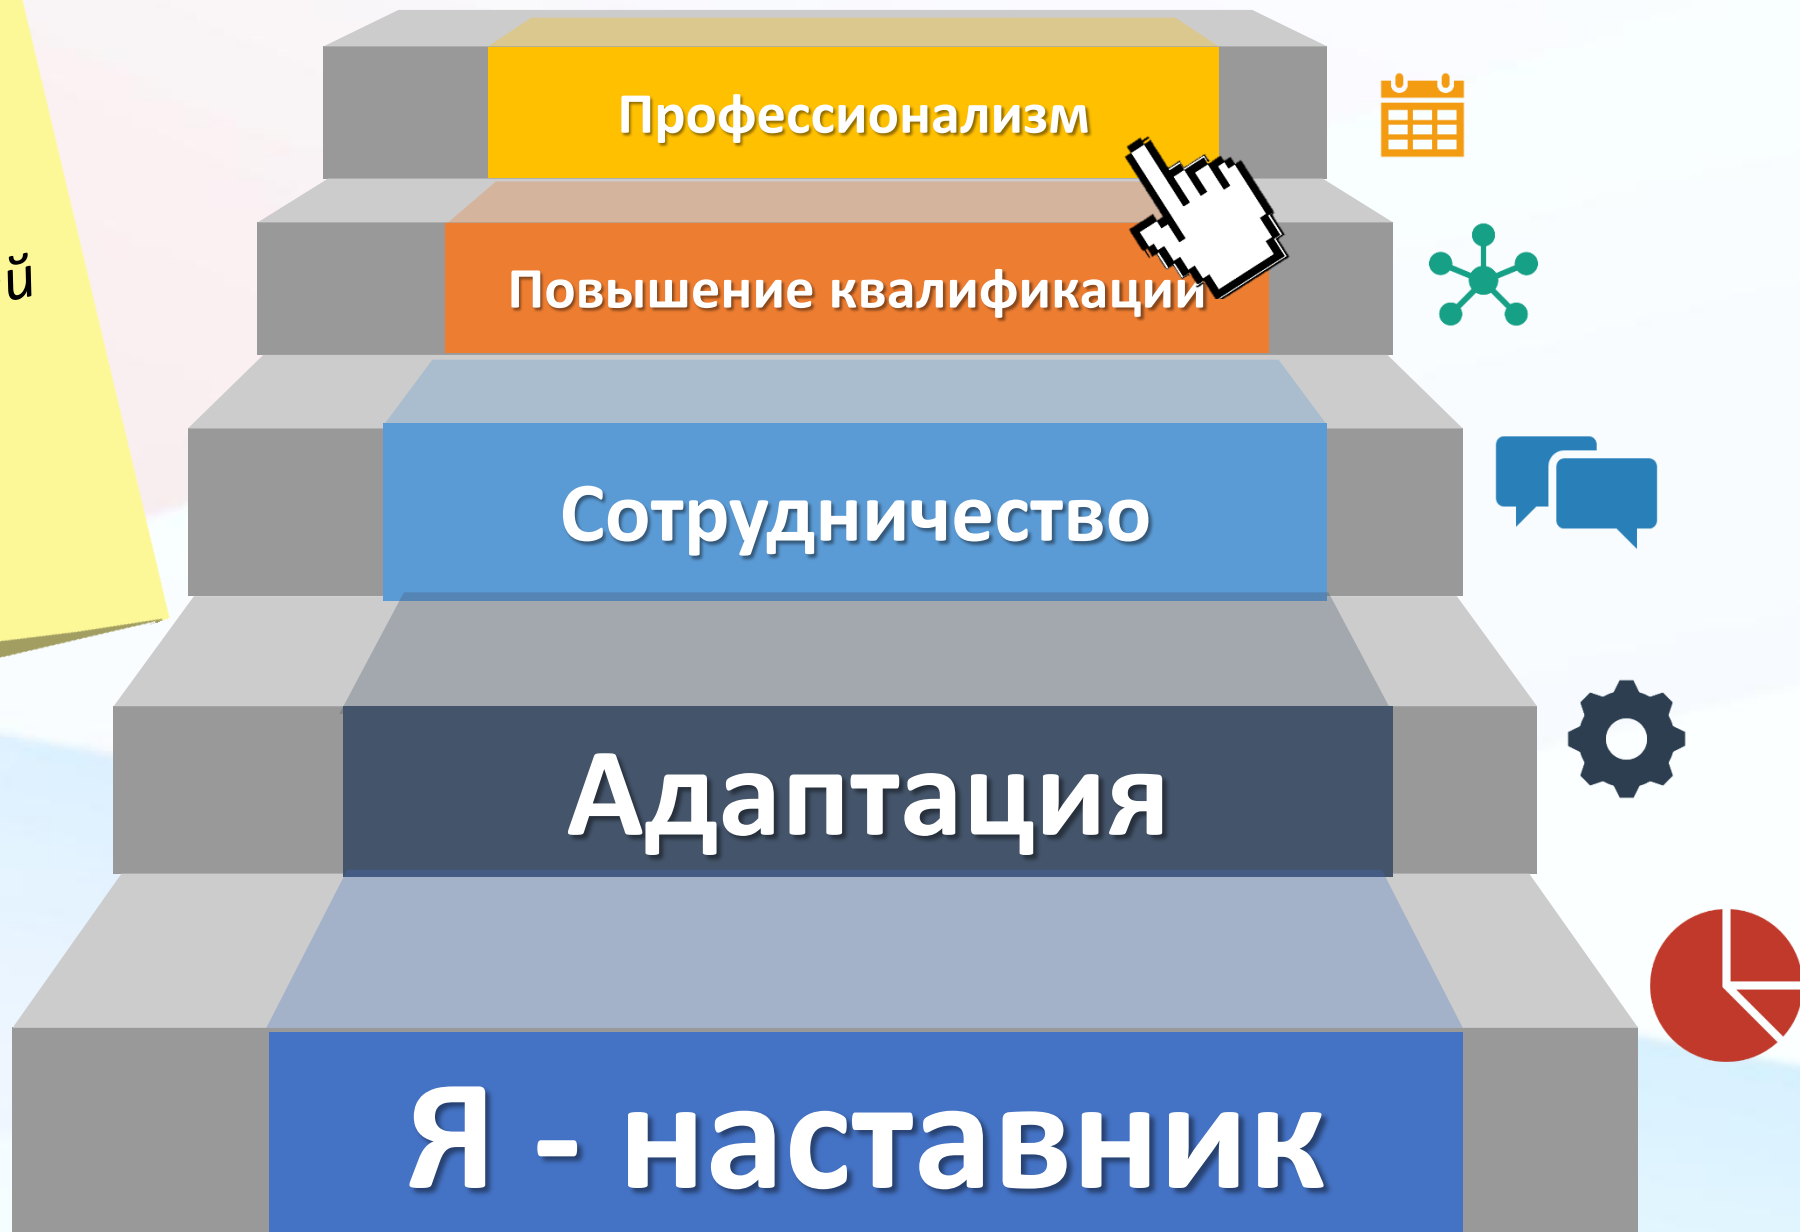 Профессионализм
й
Повышение квалификации
Сотрудничество
Адаптация
Я - наставник